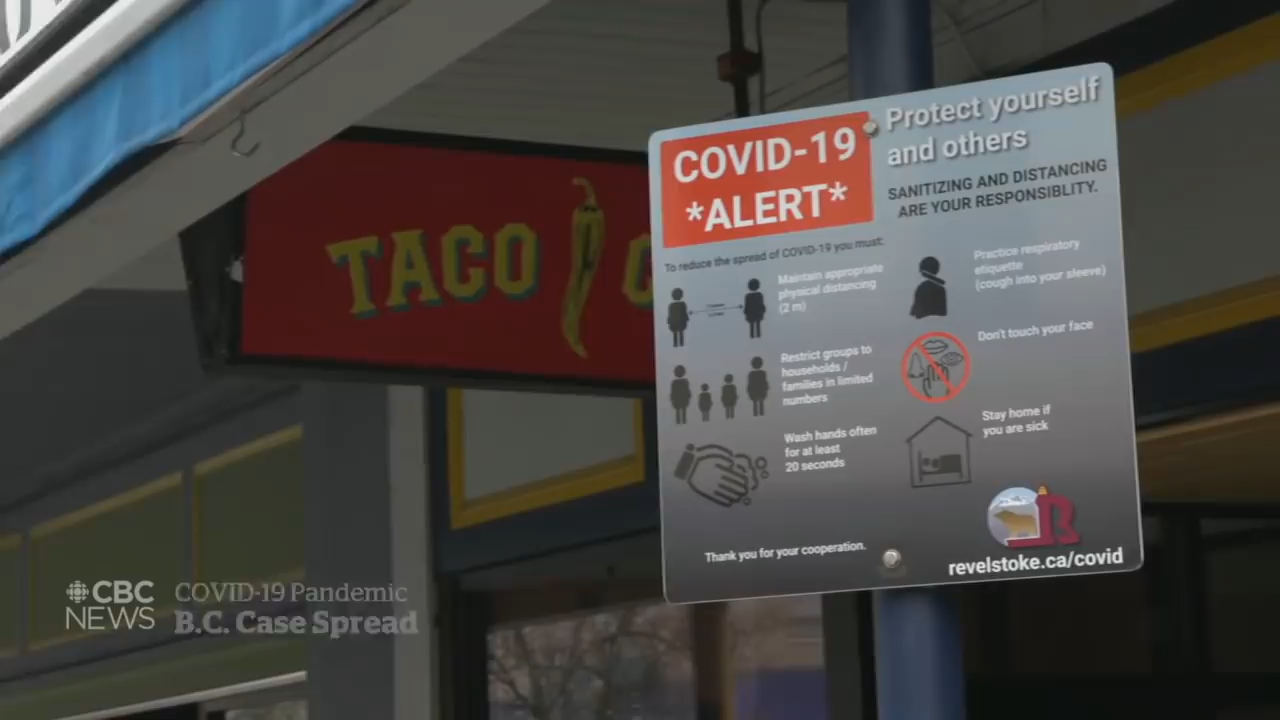 TACO
COVID-19
*ALERT*
Protect yourself
and others
SANITIZING AND DISTANCING
ARE YOUR RESPONSIBLITY.
To reduce the spread of COVID-19 you must:
Maintain appropriate
physical distancing
(2 m)
Restrict groups to
households /
families in limited
numbers
Wash hands often
for at least
20 seconds
Practice respiratory
etiquette
(cough into your sleeve)
Don't touch your face
Stay home if
you are sick
Thank you for your cooperation.
revelstoke.ca/covid
CBC
NEWS
COVID-19 Pandemic
B.C. Case Spread